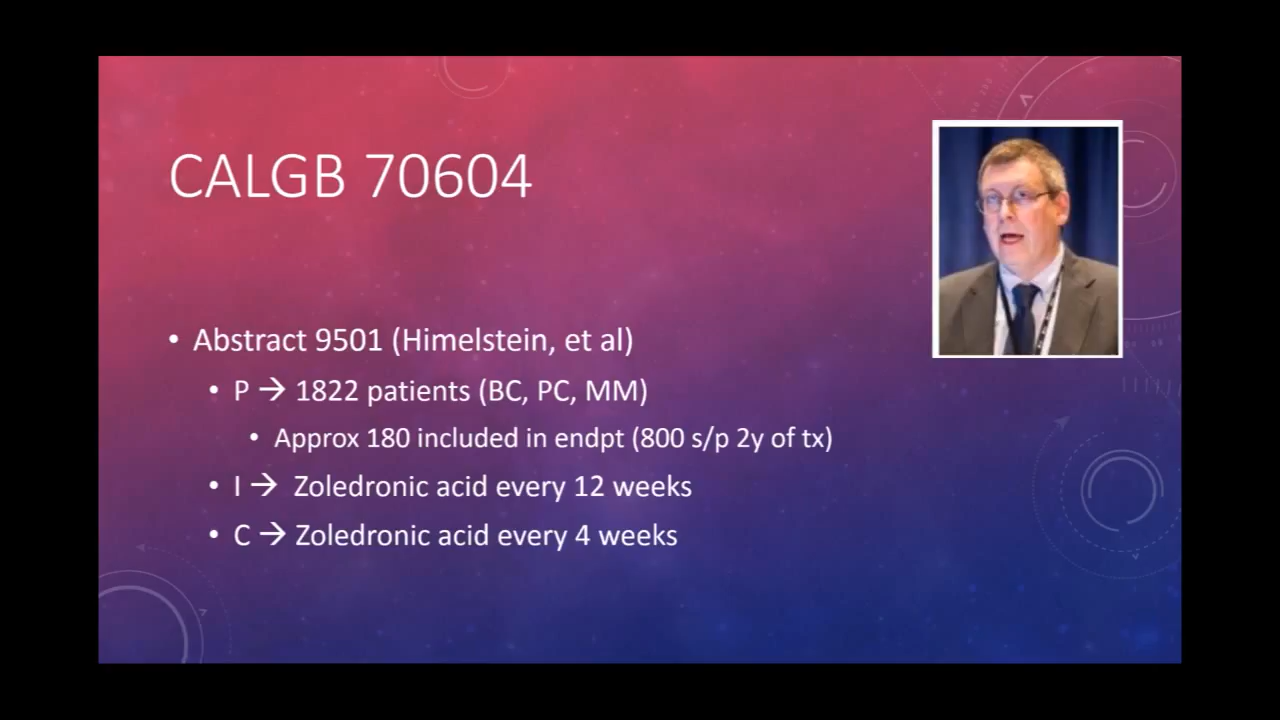 CALGB 70604
• Abstract 9501 (Himelstein, et al)
• P → 1822 patients (BC, PC, MM)
• Approx 180 included in endpt (800 s/p 2y of tx)
• I → Zoledronic acid every 12 weeks
• C → Zoledronic acid every 4 weeks